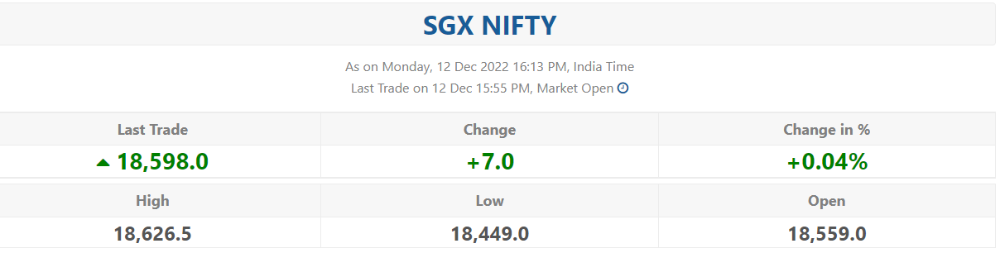 SGX NIFTY
As on Monday, 12 Dec 2022 16:13 PM, India Time
Last Trade on 12 Dec 15:55 PM, Market Open
Last Trade Change Change in %
18,598.0 +7.0 +0.04%
High Low Open
18,626.5 18,449.0 18,559.0